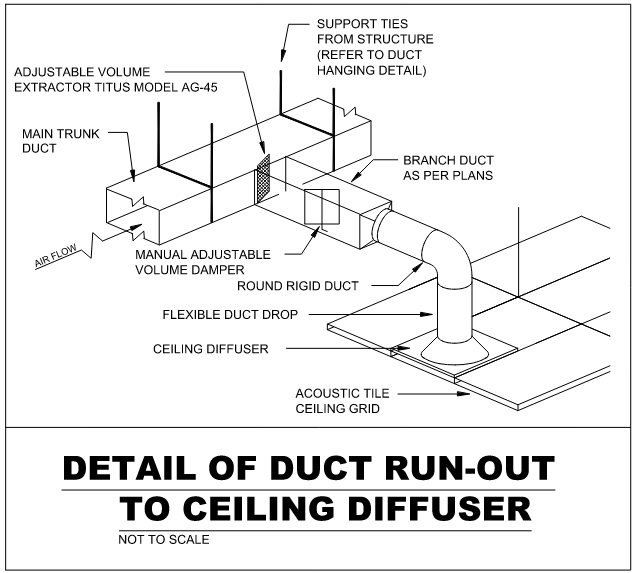 SUPPORT TIES
FROM STRUCTURE
(REFER TO DUCT
HANGING DETAIL)
ADJUSTABLE VOLUME
EXTRACTOR TITUS MODEL AG-45
MAIN TRUNK
DUCT
BRANCH DUCT
AS PER PLANS
AIR FLOW
MANUAL ADJUSTABLE
VOLUME DAMPER
ROUND RIGID DUCT
FLEXIBLE DUCT DROP
CEILING DIFFUSER
ACOUSTIC TILE
CEILING GRID
DETAIL OF DUCT RUN-OUT
TO CEILING DIFFUSER
NOT TO SCALE